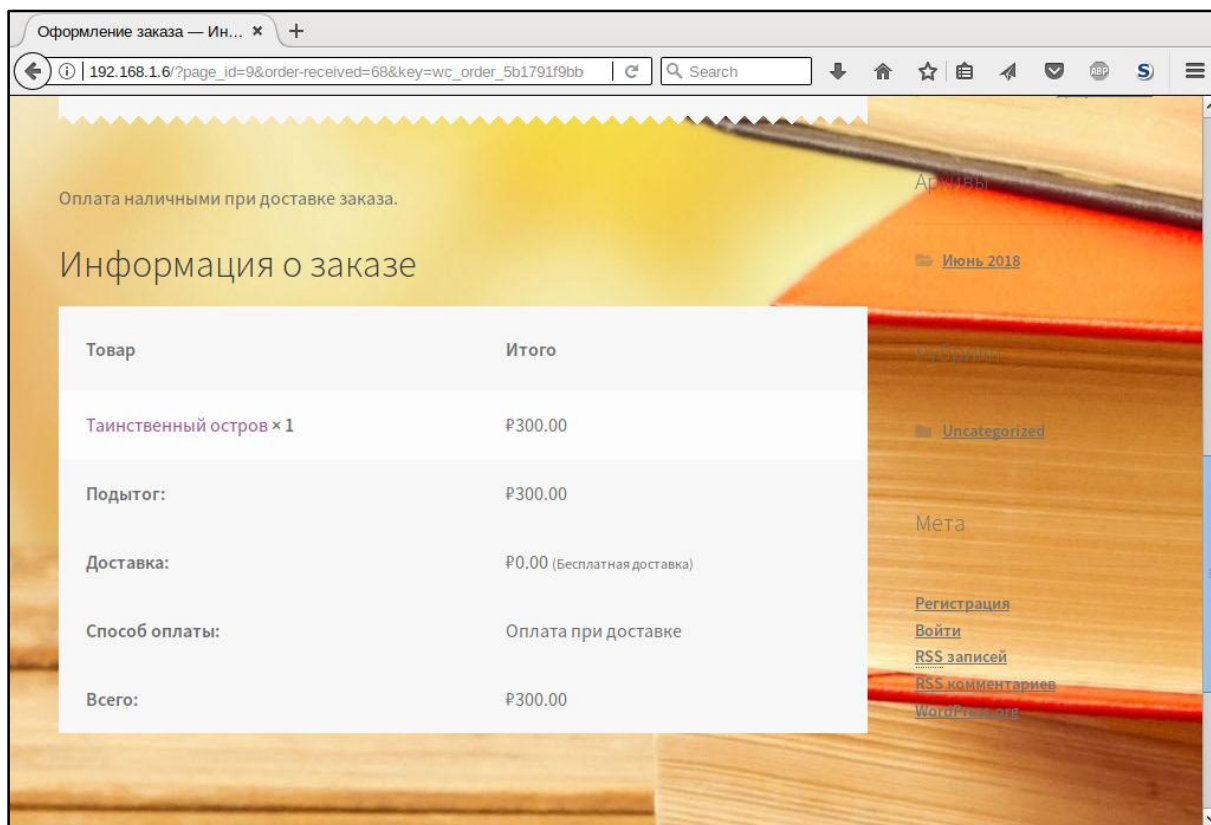 Оформление заказа — Ин…
192.168.1.6/?page_id=9&order-received=68&key=wc_order_5b1791f9bb
Search
ABP
S
Оплата наличными при доставке заказа.
Информация о заказе
Товар Итого
Таинственный остров × 1 ₽300.00
Подытог: ₽300.00
Доставка: ₽0.00 (Бесплатная доставка)
Способ оплаты: Оплата при доставке
Всего: ₽300.00
Архивы
Июнь 2018
Рубрики
Uncategorized
Мета
Регистрация
Войти
RSS записей
RSS комментариев
WordPress.org